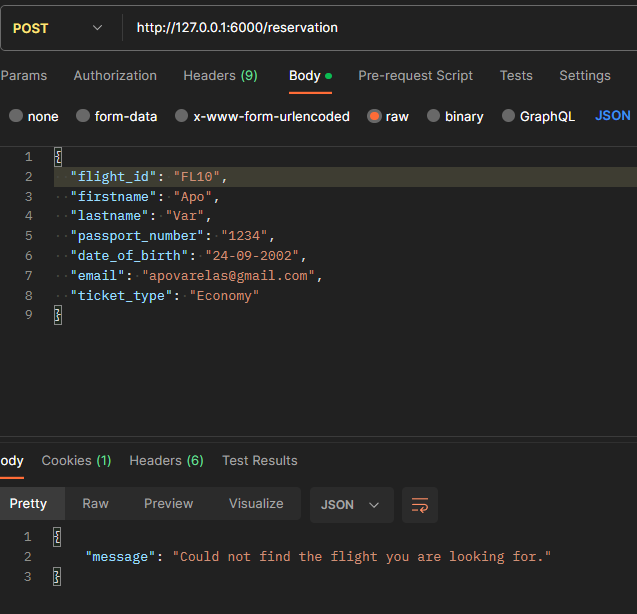 POST http://127.0.0.1:6000/reservation
Params Authorization Headers (9) Body Pre-request Script Tests Settings
none form-data x-www-form-urlencoded raw binary GraphQL JSON
1 {
2 "flight_id": "FL10",
3 "firstname": "Apo",
4 "lastname": "Var",
5 "passport_number": "1234",
6 "date_of_birth": "24-09-2002",
7 "email": "apovarelas@gmail.com",
8 "ticket_type": "Economy"
9 }
ody Cookies (1) Headers (6) Test Results
Pretty Raw Preview Visualize JSON
1 {
2 "message": "Could not find the flight you are looking for."
3 }